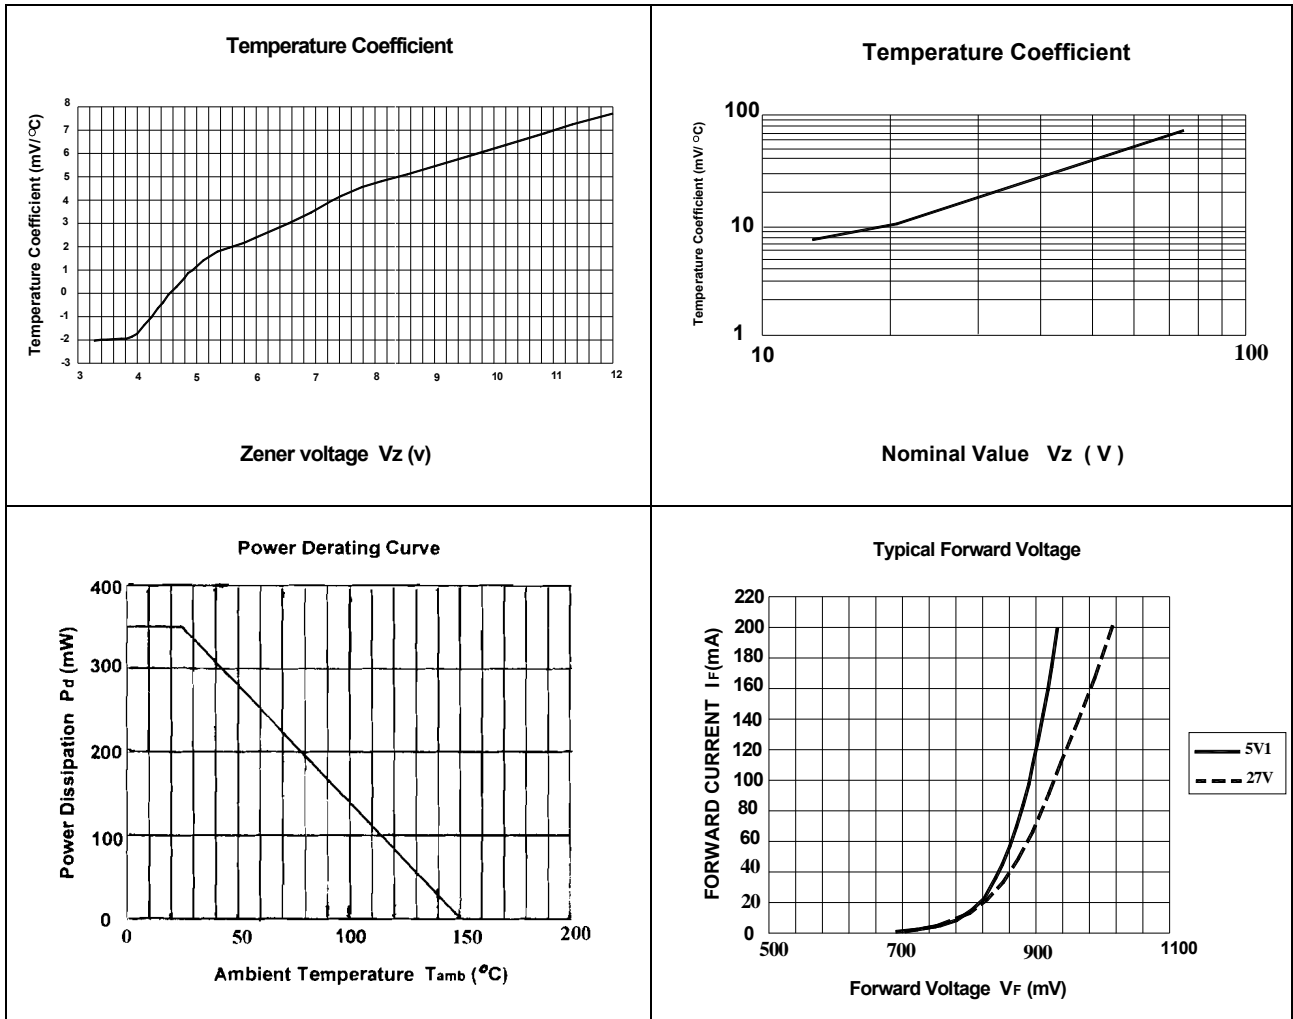 Temperature Coefficient
Temperature Coefficient (mV/°C)
8
7
6
5
4
3
2
1
0
-1
-2
-3
3 4 5 6 7 8 9 10 11 12
Zener voltage Vz (v)
Temperature Coefficient
Temperature Coefficient (mV/ °C)
100
10
1
10 100
Nominal Value Vz ( V )
Power Derating Curve
Power Dissipation Pd (mW)
400
300
200
100
0
0 50 100 150 200
Ambient Temperature Tamb (°C)
Typical Forward Voltage
FORWARD CURRENT IF(mA)
220
200
180
160
140
120
100
80
60
40
20
0
500 700 900 1100
5V1
27V
Forward Voltage VF (mV)